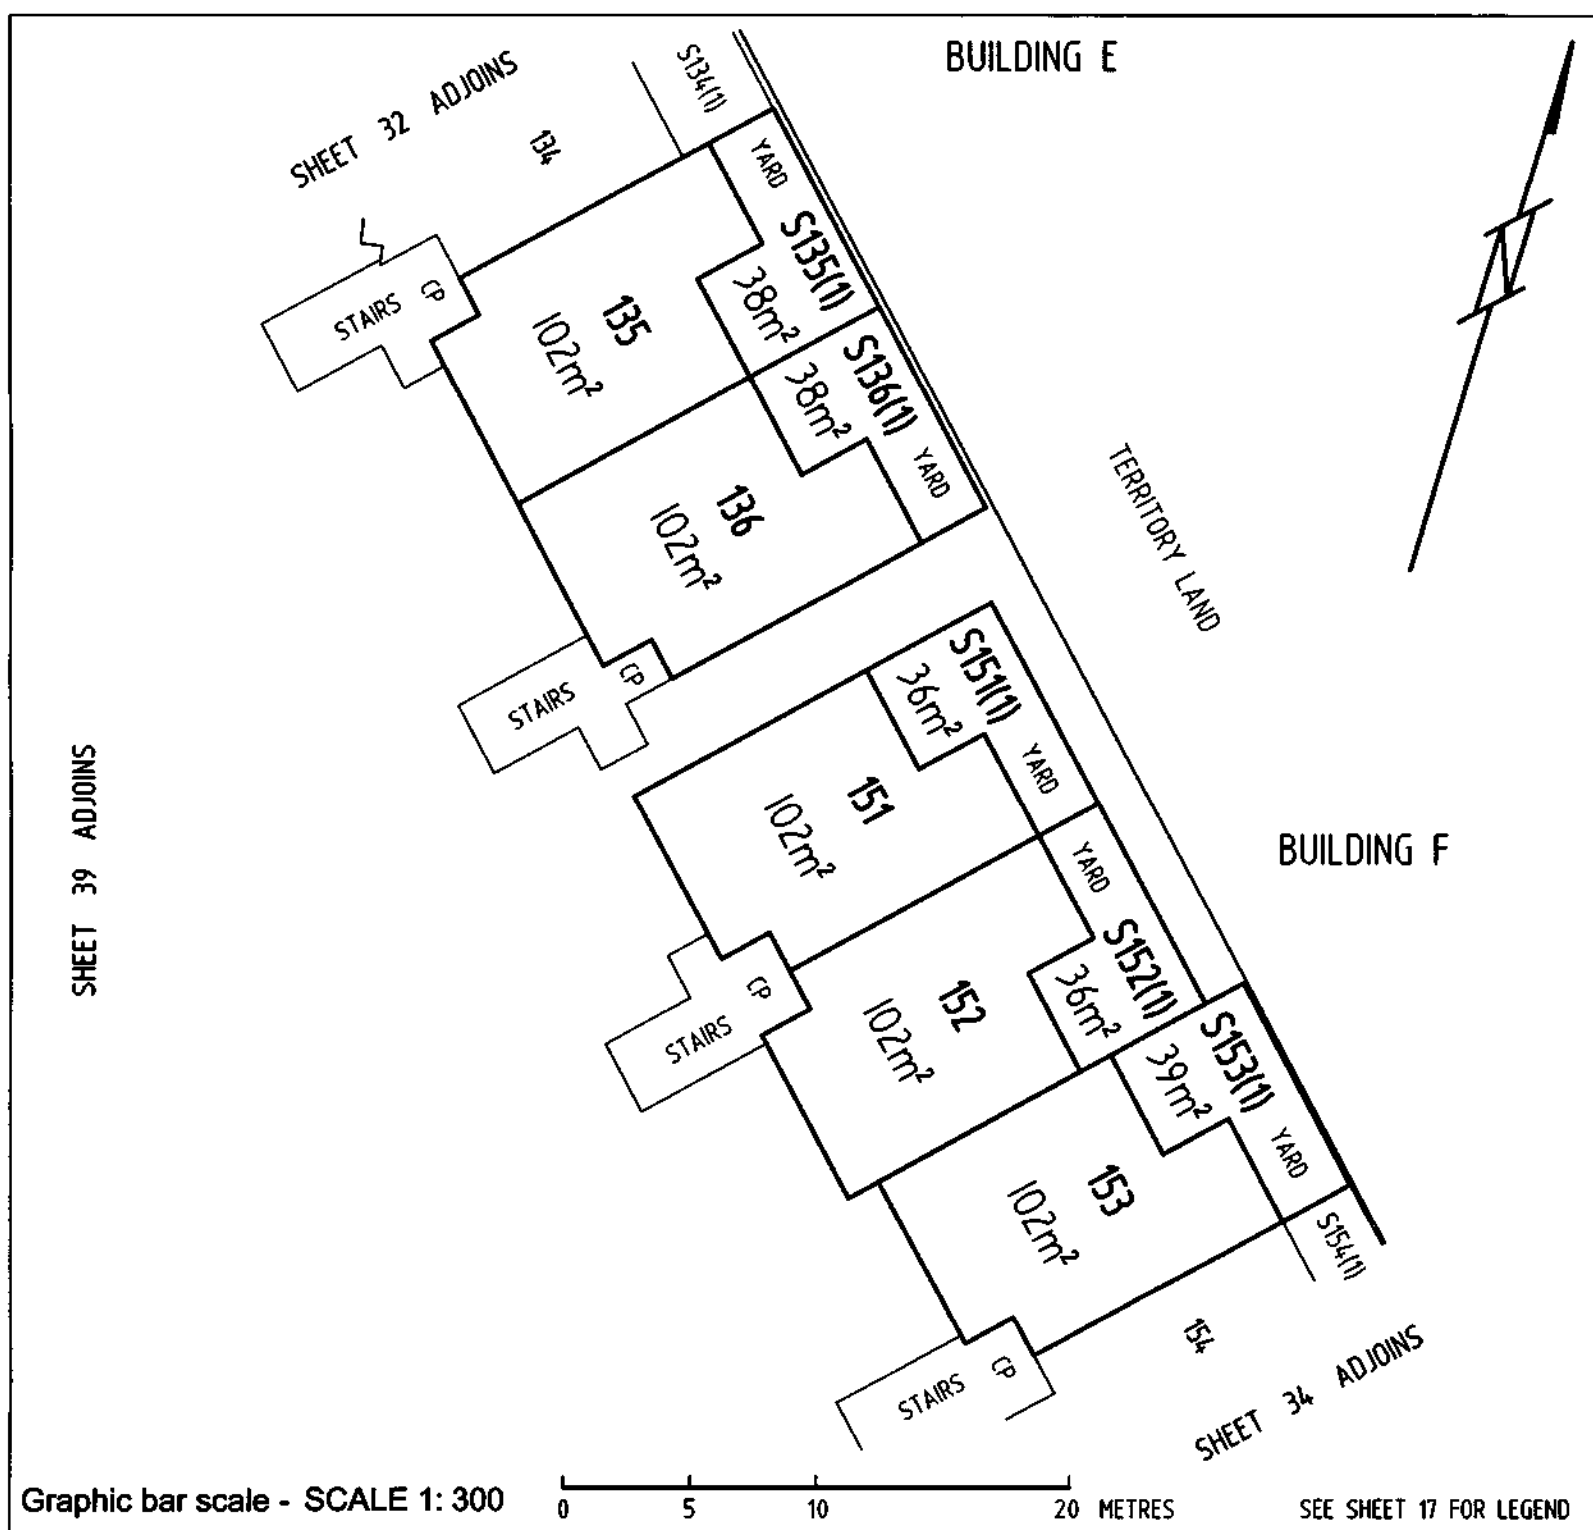 BUILDING E
SHEET 32 ADJOINS
134
S134(1)
YARD
S135(1)
38m²
135
102m²
CP
STAIRS
S136(1)
38m²
YARD
136
102m²
N
TERRITORY LAND
CP
STAIRS
S151(1)
36m²
YARD
151
102m²
SHEET 39 ADJOINS
BUILDING F
YARD
S152(1)
36m²
152
102m²
CP
STAIRS
S153(1)
39m²
YARD
153
102m²
S154(1)
154
CP
STAIRS
SHEET 34 ADJOINS
Graphic bar scale - SCALE 1: 300
0 5 10 20 METRES
SEE SHEET 17 FOR LEGEND